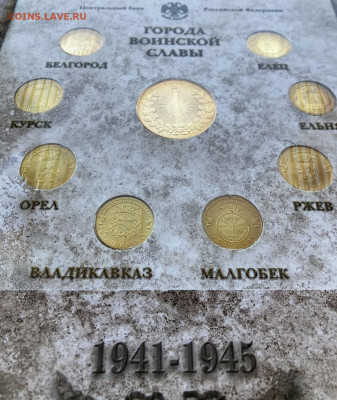 COINS.LAVE.RU
Центральный банк Российской Федерации
ГОРОДА
ВОИНСКОЙ
СЛАВЫ
БЕЛГОРОД ЕЛЕЦ
КУРСК ЕЛЬНЯ
ОРЕЛ РЖЕВ
ВЛАДИКАВКАЗ МАЛГОБЕК
1941-1945